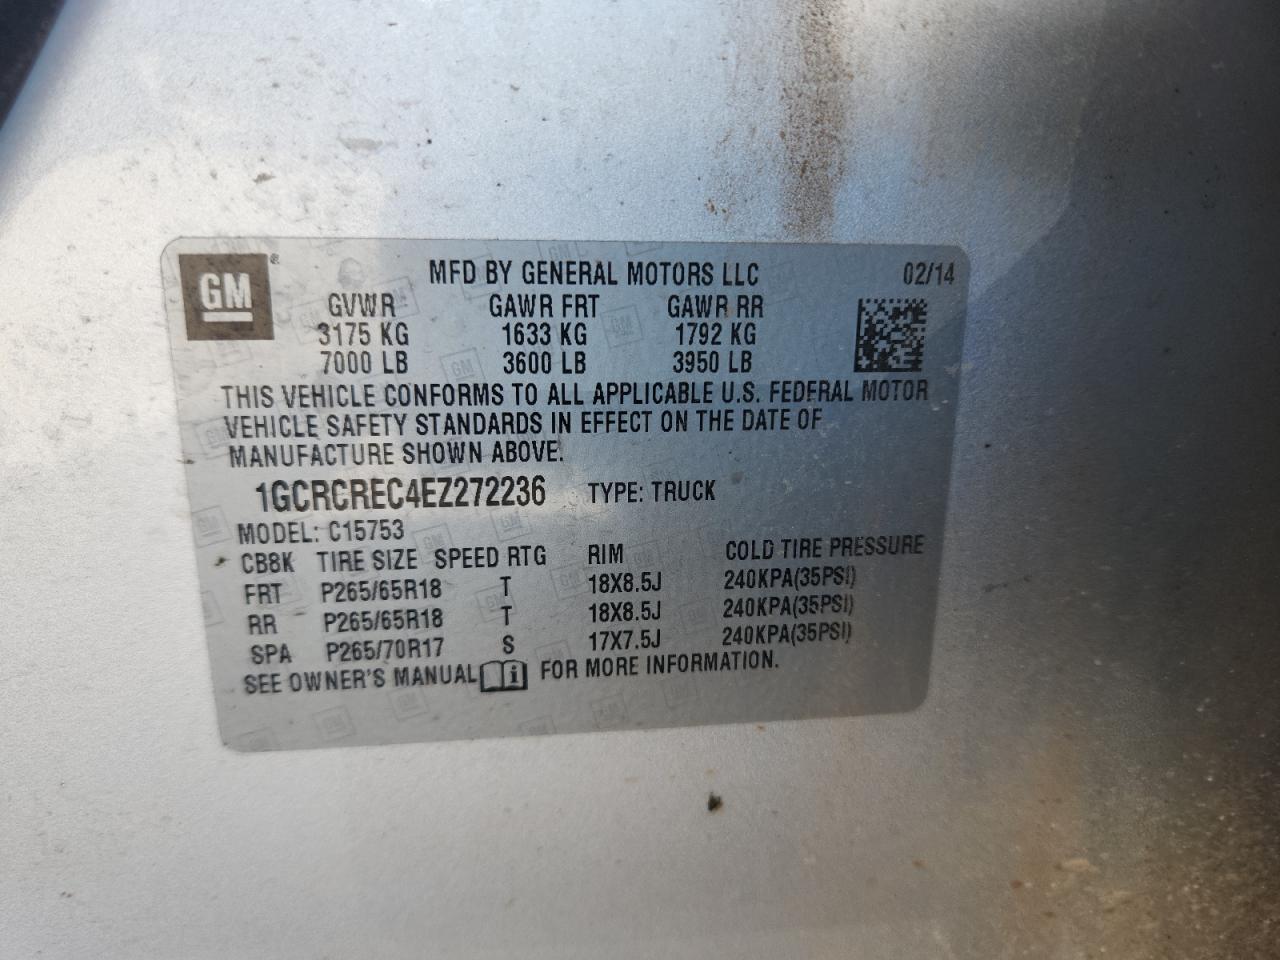 GM®
MFD BY GENERAL MOTORS LLC 02/14
GVWR GAWR FRT GAWR RR
3175 KG 1633 KG 1792 KG
7000 LB 3600 LB 3950 LB
THIS VEHICLE CONFORMS TO ALL APPLICABLE U.S. FEDERAL MOTOR
VEHICLE SAFETY STANDARDS IN EFFECT ON THE DATE OF
MANUFACTURE SHOWN ABOVE.
1GCRCREC4EZ272236 TYPE: TRUCK
MODEL: C15753
CB8K TIRE SIZE SPEED RTG RIM COLD TIRE PRESSURE
FRT P265/65R18 T 18X8.5J 240KPA(35PSI)
RR P265/65R18 T 18X8.5J 240KPA(35PSI)
SPA P265/70R17 S 17X7.5J 240KPA(35PSI)
SEE OWNER'S MANUAL i FOR MORE INFORMATION.